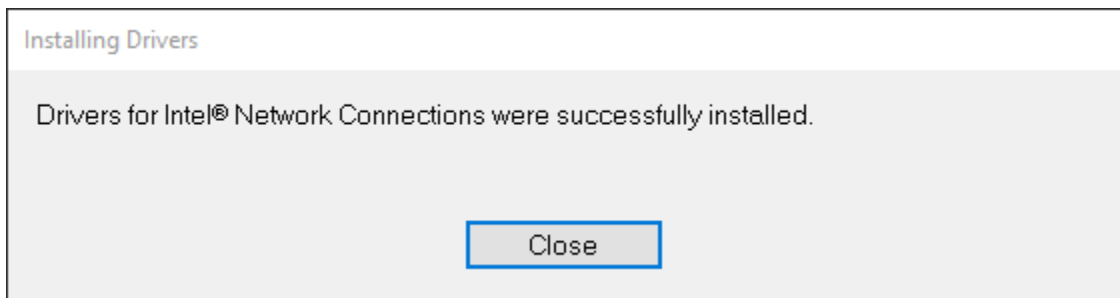 Installing Drivers
Drivers for Intel® Network Connections were successfully installed.
Close